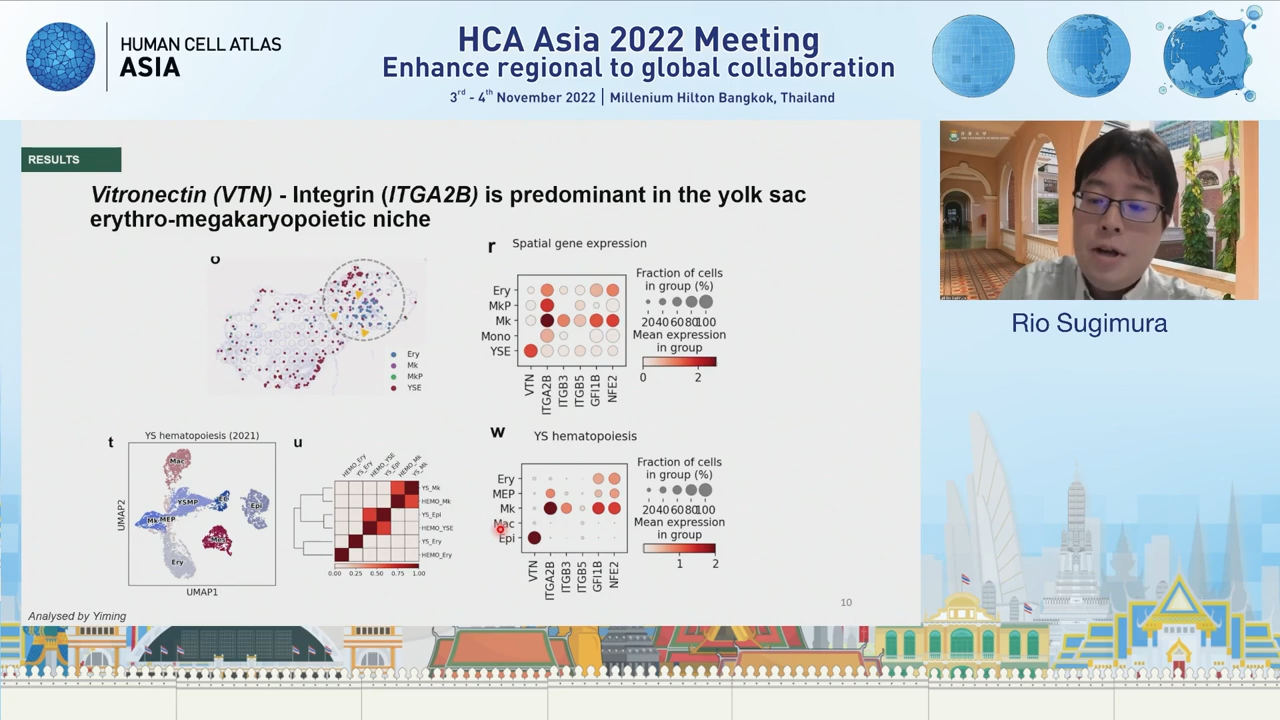 HUMAN CELL ATLAS
ASIA
HCA Asia 2022 Meeting
Enhance regional to global collaboration
3rd - 4th November 2022 | Millenium Hilton Bangkok, Thailand
RESULTS
Vitronectin (VTN) - Integrin (ITGA2B) is predominant in the yolk sac
erythro-megakaryopoietic niche
o
Ery
Mk
MkP
YSE
r
Spatial gene expression
Ery
MkP
Mk
Mono
YSE
VTN
ITGA2B
ITGB3
ITGB5
GFI1B
NFE2
Fraction of cells
in group (%)
20 40 60 80 100
Mean expression
in group
0 2
t
YS hematopoiesis (2021)
Mac
YSMP
Epi
Mk
MEP
Ery
UMAP2
UMAP1
u
HEMO_Ery
YS_Ery
HEMO_YSE
YS_Epi
HEMO_Mk
YS_Mk
YS_Mk
HEMO_Mk
YS_Epi
HEMO_YSE
YS_Ery
HEMO_Ery
0.00 0.25 0.50 0.75 1.00
w
YS hematopoiesis
Ery
MEP
Mk
Mac
Epi
VTN
ITGA2B
ITGB3
ITGB5
GFI1B
NFE2
Fraction of cells
in group (%)
20 40 60 80 100
Mean expression
in group
1 2
Analysed by Yiming
10
Rio Sugimura